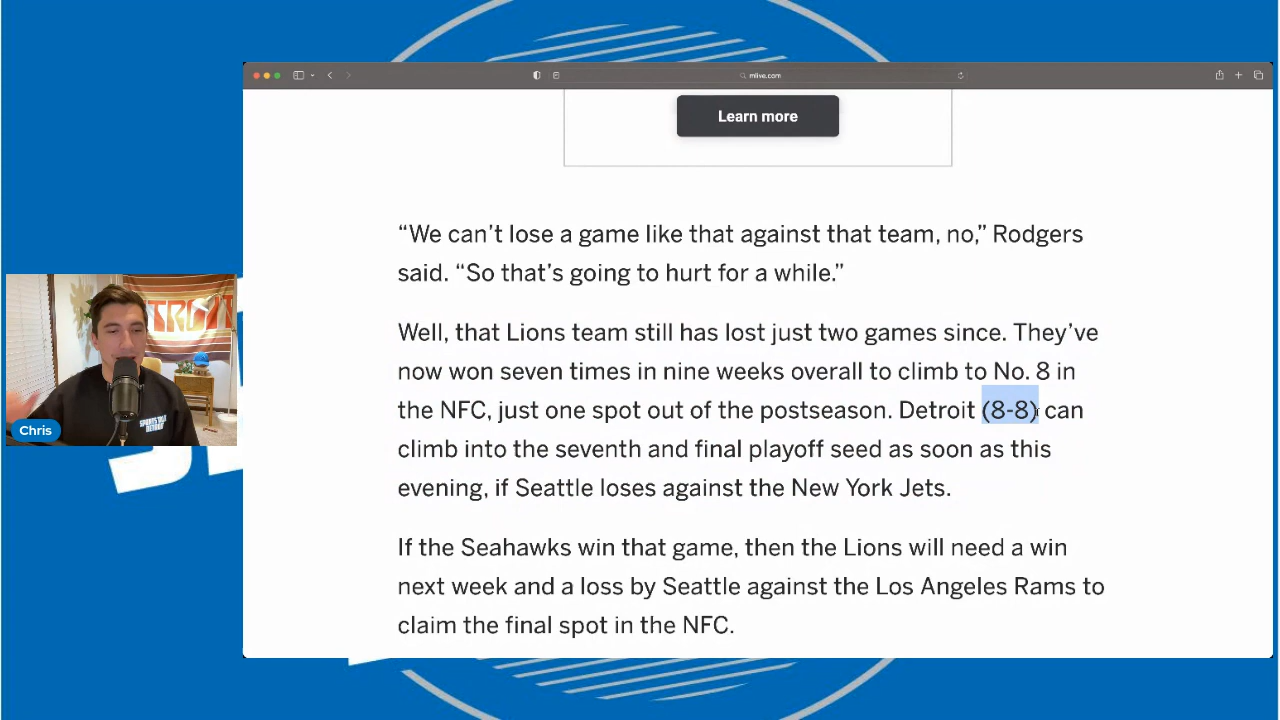 mlive.com
Learn more
“We can’t lose a game like that against that team, no,” Rodgers
said. “So that’s going to hurt for a while.”
Well, that Lions team still has lost just two games since. They’ve
now won seven times in nine weeks overall to climb to No. 8 in
the NFC, just one spot out of the postseason. Detroit (8-8) can
climb into the seventh and final playoff seed as soon as this
evening, if Seattle loses against the New York Jets.
If the Seahawks win that game, then the Lions will need a win
next week and a loss by Seattle against the Los Angeles Rams to
claim the final spot in the NFC.
Chris